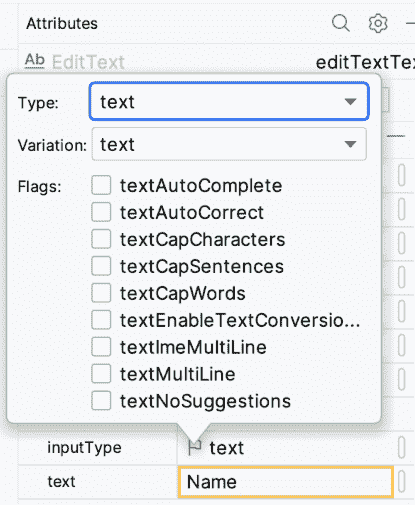 Attributes
Ab EditText editTextTe
Type: text
Variation: text
Flags: textAutoComplete
textAutoCorrect
textCapCharacters
textCapSentences
textCapWords
textEnableTextConversio...
textImeMultiLine
textMultiLine
textNoSuggestions
inputType text
text Name